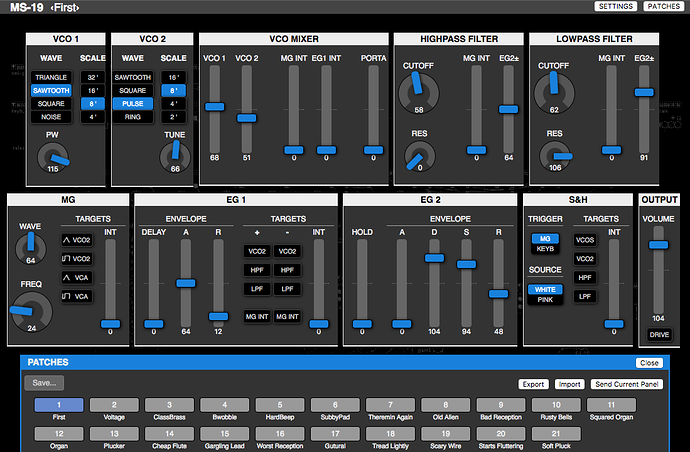 MS-19 ‹First›
SETTINGS PATCHES
VCO 1 VCO 2 VCO MIXER HIGHPASS FILTER LOWPASS FILTER
WAVE SCALE WAVE SCALE VCO 1 VCO 2 MG INT EG1 INT PORTA CUTOFF MG INT EG2± CUTOFF MG INT EG2±
TRIANGLE 32' SAWTOOTH 16'
SAWTOOTH 16' SQUARE 8'
SQUARE 8' PULSE 4'
NOISE 4' RING 2'
58 62
PW TUNE RES RES
115 66 68 51 0 0 0 0 0 64 106 0 91
MG EG 1 EG 2 S&H OUTPUT
TARGETS ENVELOPE TARGETS ENVELOPE TRIGGER TARGETS VOLUME
WAVE INT DELAY A R + - INT HOLD A D S R INT
64
VCO2 VCO2 VCO2 MG VCOS
VCO2 HPF HPF KEYB VCO2
VCA LPF LPF SOURCE HPF
VCA WHITE LPF
FREQ MG INT MG INT PINK
24 0 0 64 12 0 0 0 104 94 48 0 104
DRIVE
PATCHES Close
Save... Export Import Send Current Panel
1 2 3 4 5 6 7 8 9 10 11
First Voltage ClassBrass Bwobble HardBeep SubbyPad Theremin Again Old Alien Bad Reception Rusty Bells Squared Organ
12 13 14 15 16 17 18 19 20 21
Organ Plucker Cheap Flute Gargling Lead Worst Reception Gutural Tread Lightly Scary Wire Starts Fluttering Soft Pluck